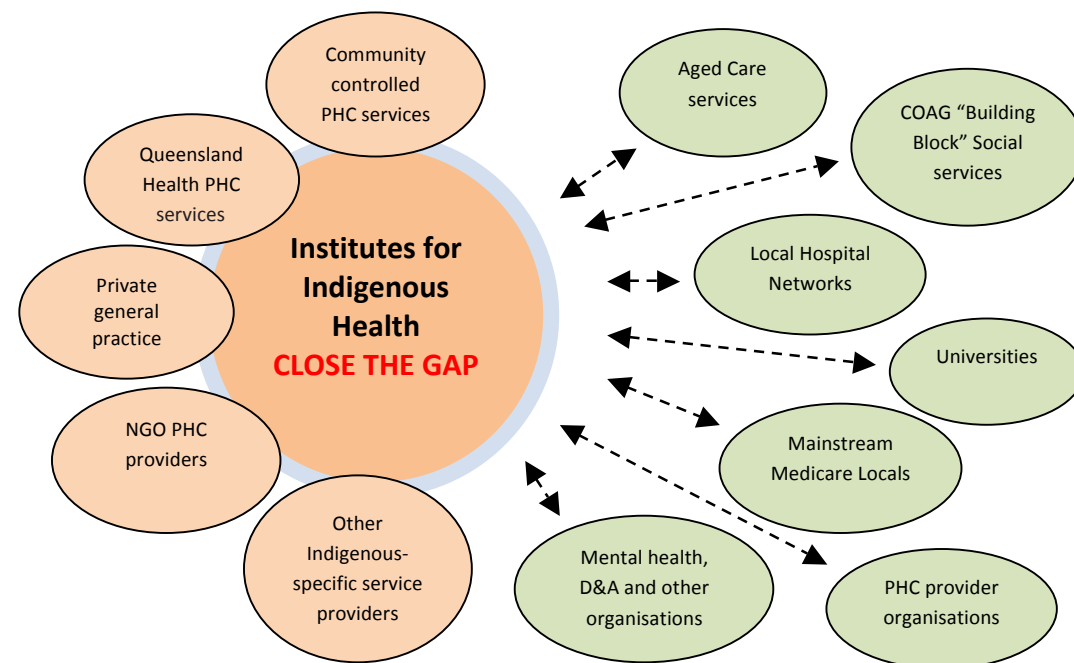 Community
controlled
PHC services
Queensland
Health PHC
services
Private
general
practice
NGO PHC
providers
Other
Indigenous-
specific service
providers
Institutes for
Indigenous
Health
CLOSE THE GAP
Aged Care
services
COAG “Building
Block” Social
services
Local Hospital
Networks
Universities
Mainstream
Medicare Locals
PHC provider
organisations
Mental health,
D&A and other
organisations